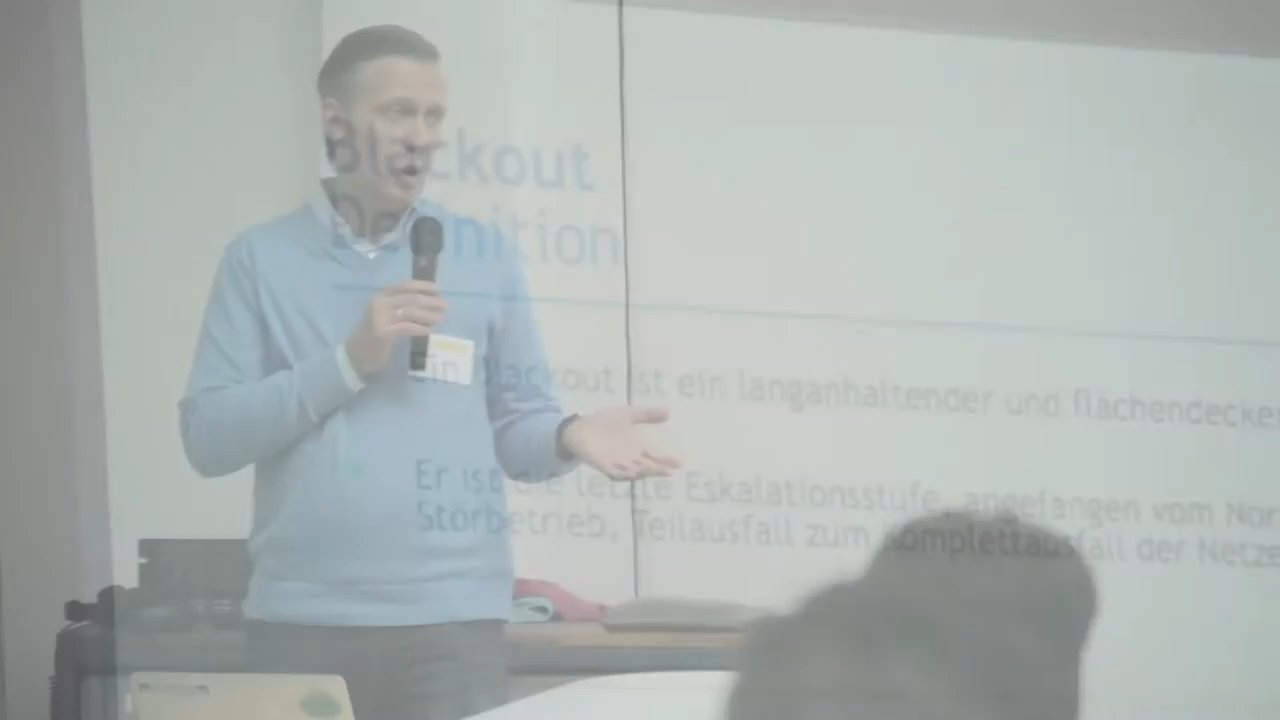 Blackout
Definition
Ein Blackout ist ein langanhaltender und flächendecke
Er ist die letzte Eskalationsstufe, angefangen vom Nor
Störbetrieb, Teilausfall zum Komplettausfall der Netze